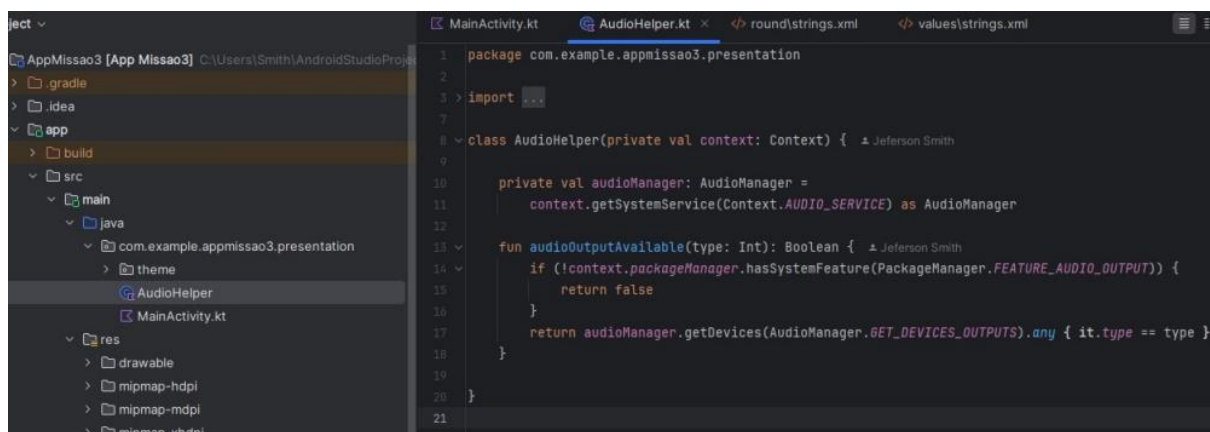 ject
AppMissao3 [App Missao3] C:\Users\Smith\AndroidStudioProje
.gradle
.idea
app
build
src
main
java
com.example.appmissao3.presentation
theme
AudioHelper
MainActivity.kt
res
drawable
mipmap-hdpi
mipmap-mdpi
mipmap-xhdpi
MainActivity.kt AudioHelper.kt × round\strings.xml values\strings.xml
1 package com.example.appmissao3.presentation
2
3 import ...
7
8 class AudioHelper(private val context: Context) { Jeferson Smith
9
10 private val audioManager: AudioManager =
11 context.getSystemService(Context.AUDIO_SERVICE) as AudioManager
12
13 fun audioOutputAvailable(type: Int): Boolean { Jeferson Smith
14 if (!context.packageManager.hasSystemFeature(PackageManager.FEATURE_AUDIO_OUTPUT)) {
15 return false
16 }
17 return audioManager.getDevices(AudioManager.GET_DEVICES_OUTPUTS).any { it.type == type }
18 }
19
20 }
21